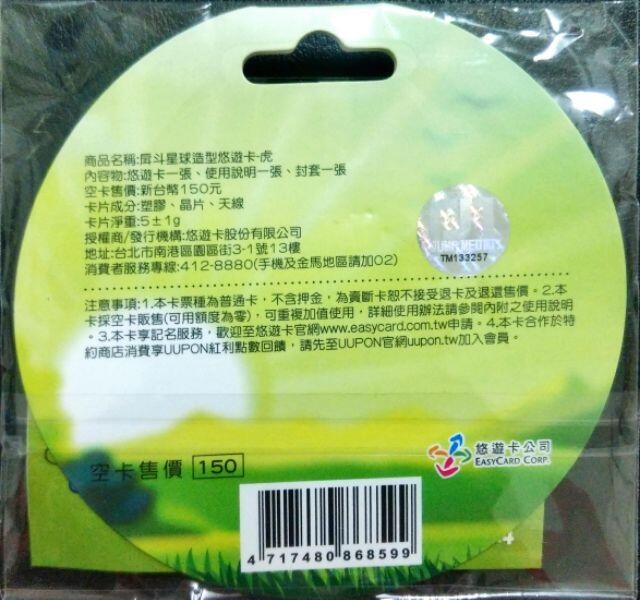 商品名稱:屌斗星球造型悠遊卡-虎
內容物:悠遊卡一張、使用說明一張、封套一張
空卡售價:新台幣150元
卡片成分:塑膠、晶片、天線
卡片淨重:5±1g
授權商/發行機構:悠遊卡股份有限公司
地址:台北市南港區園區街3-1號13樓
消費者服務專線:412-8880(手機及金馬地區請加02)
TM133257
注意事項:1.本卡票種為普通卡，不含押金，為賣斷卡恕不接受退卡及退還售價。2.本
卡採空卡販售(可用額度為零)，可重複加值使用，詳細使用辦法請參閱內附之使用說明
。3.本卡享記名服務，歡迎至悠遊卡官網www.easycard.com.tw申請。4.本卡合作於特
約商店消費享UUPON紅利點數回饋，請先至UUPON官網uupon.tw加入會員。
悠遊卡公司
EASYCARD CORP.
空卡售價 150
4 717480 868599